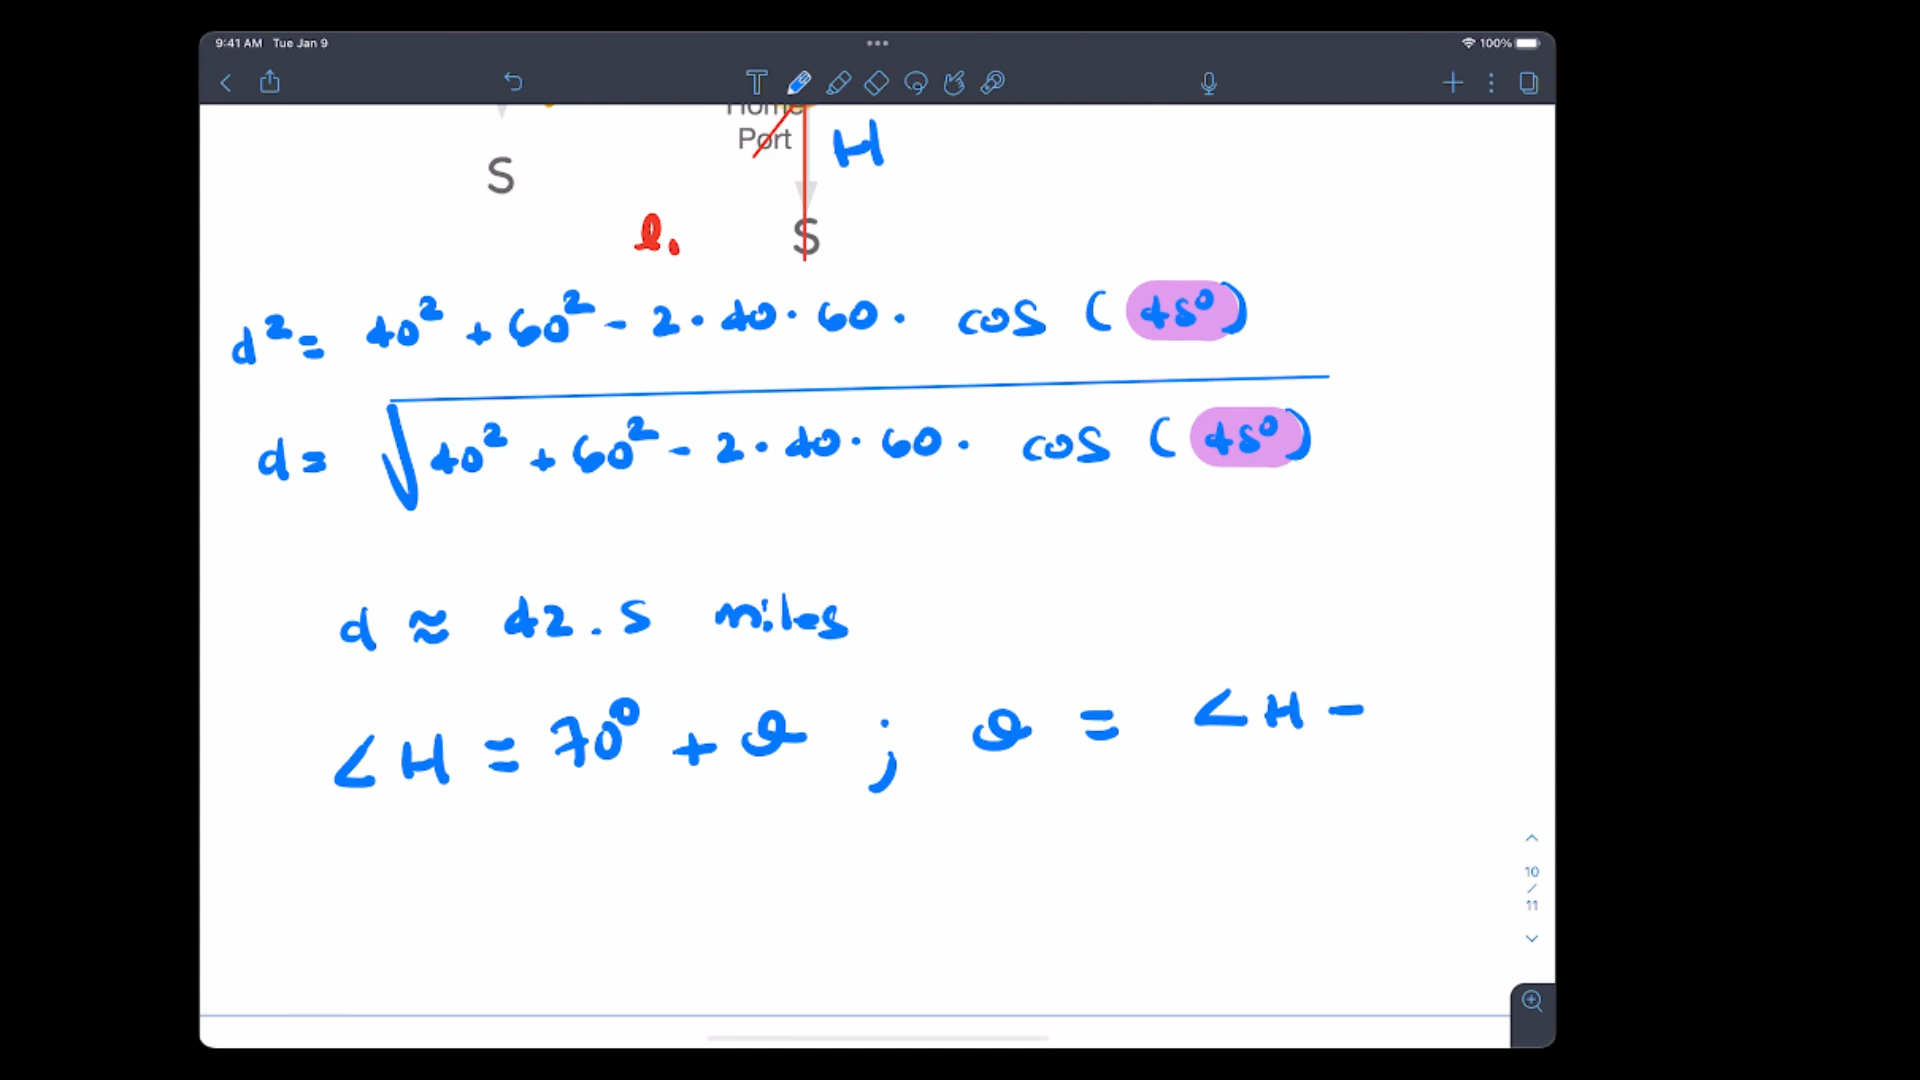 9:41 AM Tue Jan 9
100%
Home
Port
H
S
S
l.
d² = 40² + 60² - 2 · 40 · 60 · cos (45°)
d = √40² + 60² - 2 · 40 · 60 · cos (45°)
d ≈ 42.5 miles
∠H = 70° + θ ; θ = ∠H -
10
/
11